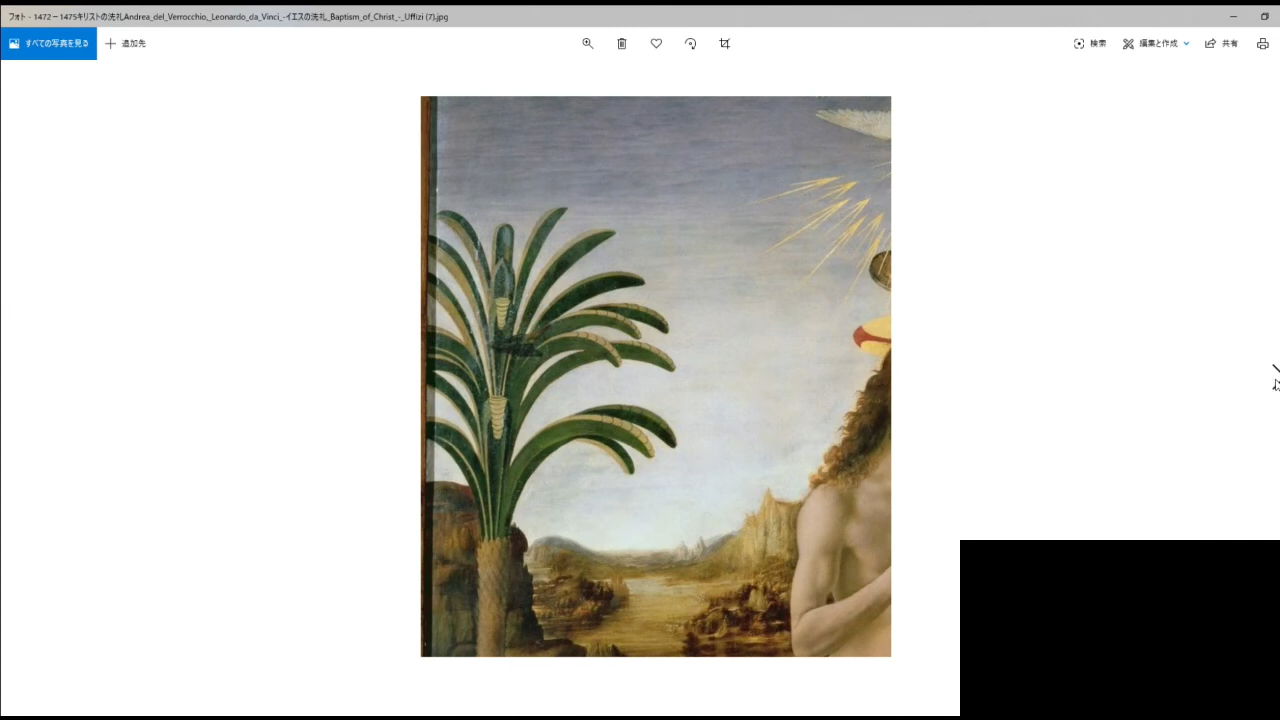 フォト - 1472－1475キリストの洗礼Andrea_del_Verrocchio,_Leonardo_da_Vinci_-イエスの洗礼_Baptism_of_Christ_-_Uffizi (7).jpg
すべての写真を見る 追加先 検索 編集と作成 共有